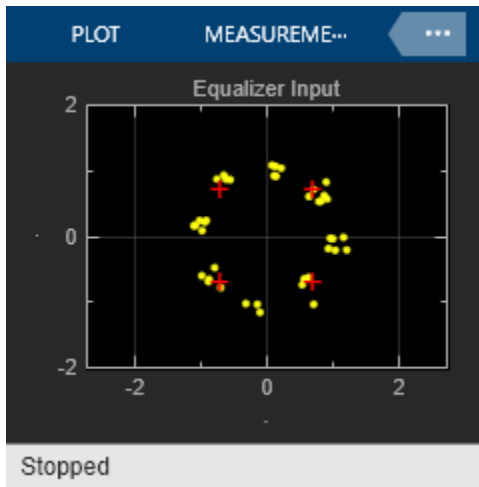 PLOT MEASUREME... ...
Equalizer Input
2
0
-2
-2 0 2
Stopped